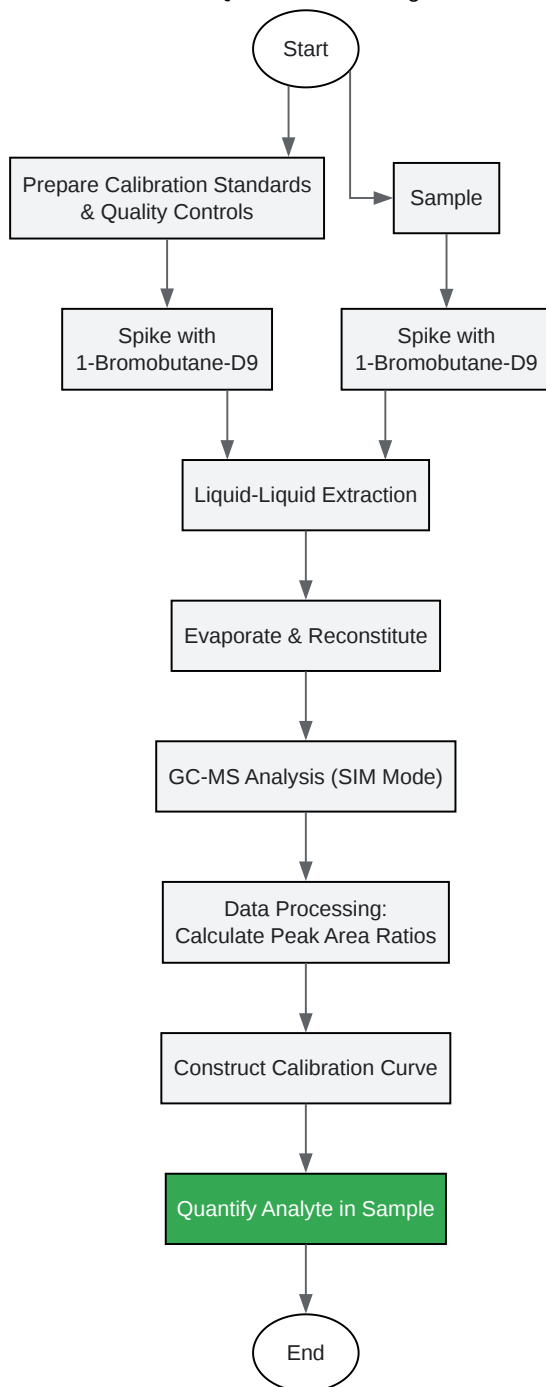 Start
Prepare Calibration Standards
& Quality Controls
Sample
Spike with
1-Bromobutane-D9
Spike with
1-Bromobutane-D9
Liquid-Liquid Extraction
Evaporate & Reconstitute
GC-MS Analysis (SIM Mode)
Data Processing:
Calculate Peak Area Ratios
Construct Calibration Curve
Quantify Analyte in Sample
End